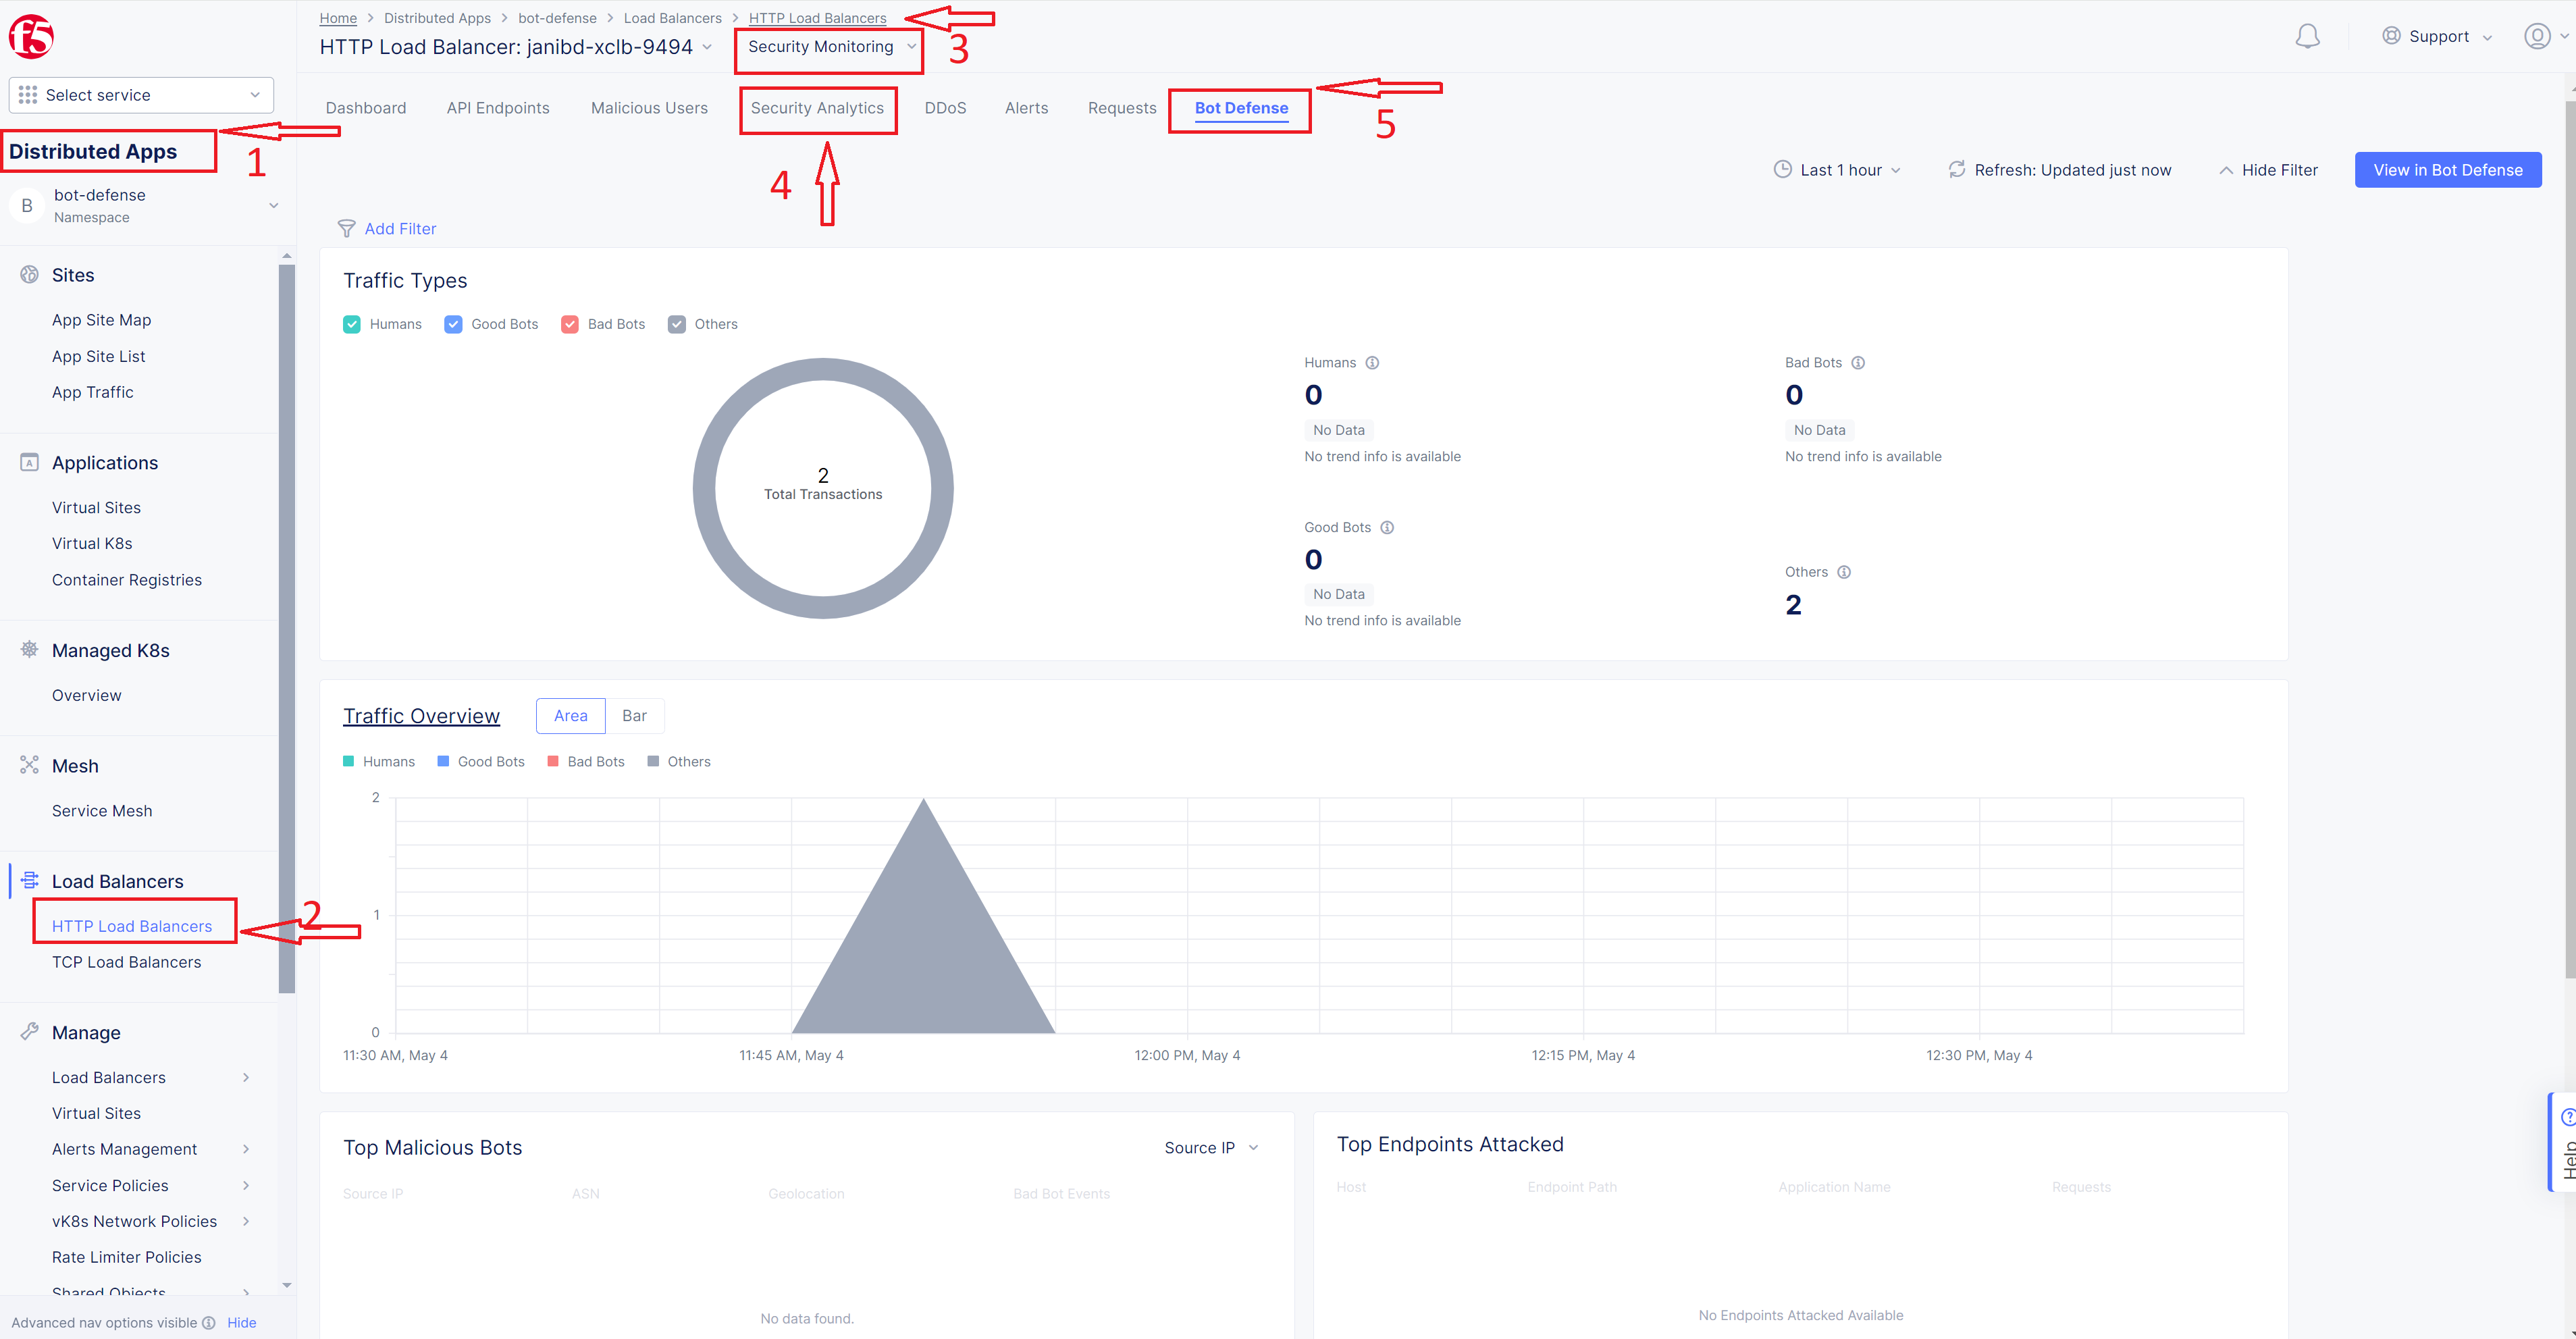 f5
Select service
Distributed Apps
1
B
bot-defense
Namespace
Sites
App Site Map
App Site List
App Traffic
Applications
A
Virtual Sites
Virtual K8s
Container Registries
Managed K8s
Overview
Mesh
Service Mesh
Load Balancers
HTTP Load Balancers
2
TCP Load Balancers
Manage
Load Balancers
Virtual Sites
Alerts Management
Service Policies
vK8s Network Policies
Rate Limiter Policies
Shared Objects
Advanced nav options visible Hide
Home > Distributed Apps > bot-defense > Load Balancers > HTTP Load Balancers
HTTP Load Balancer: janibd-xclb-9494 Security Monitoring
3
Support
Dashboard API Endpoints Malicious Users Security Analytics DDoS Alerts Requests Bot Defense
4
5
Last 1 hour Refresh: Updated just now Hide Filter View in Bot Defense
Add Filter
Traffic Types
Humans Good Bots Bad Bots Others
2
Total Transactions
Humans
0
No Data
No trend info is available
Bad Bots
0
No Data
No trend info is available
Good Bots
0
No Data
No trend info is available
Others
2
Traffic Overview Area Bar
Humans Good Bots Bad Bots Others
2
1
0
11:30 AM, May 4 11:45 AM, May 4 12:00 PM, May 4 12:15 PM, May 4 12:30 PM, May 4
Top Malicious Bots Source IP
Source IP ASN Geolocation Bad Bot Events
No data found.
Top Endpoints Attacked
Host Endpoint Path Application Name Requests
No Endpoints Attacked Available
? Help